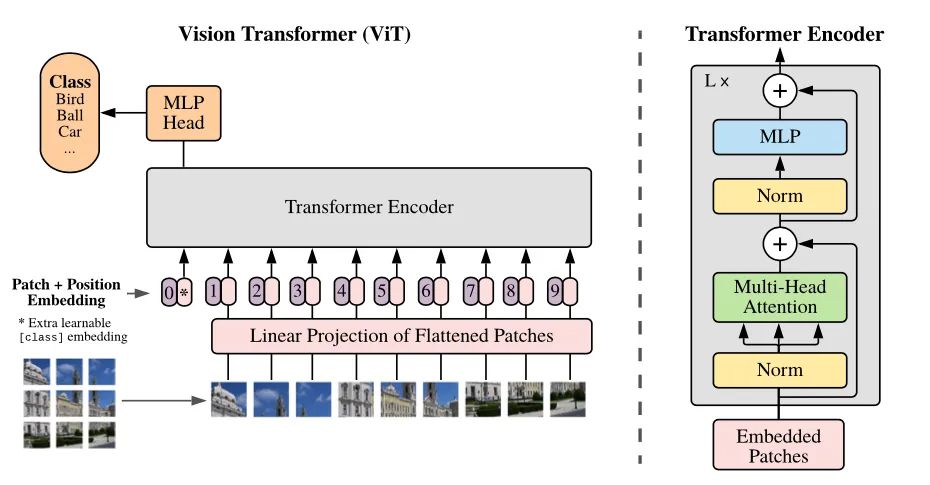 Vision Transformer (ViT)
Class
Bird
Ball
Car
...
MLP
Head
Transformer Encoder
Patch + Position
Embedding
0 * 1 2 3 4 5 6 7 8 9
* Extra learnable
[class] embedding
Linear Projection of Flattened Patches
Transformer Encoder
L x
+
MLP
Norm
+
Multi-Head
Attention
Norm
Embedded
Patches